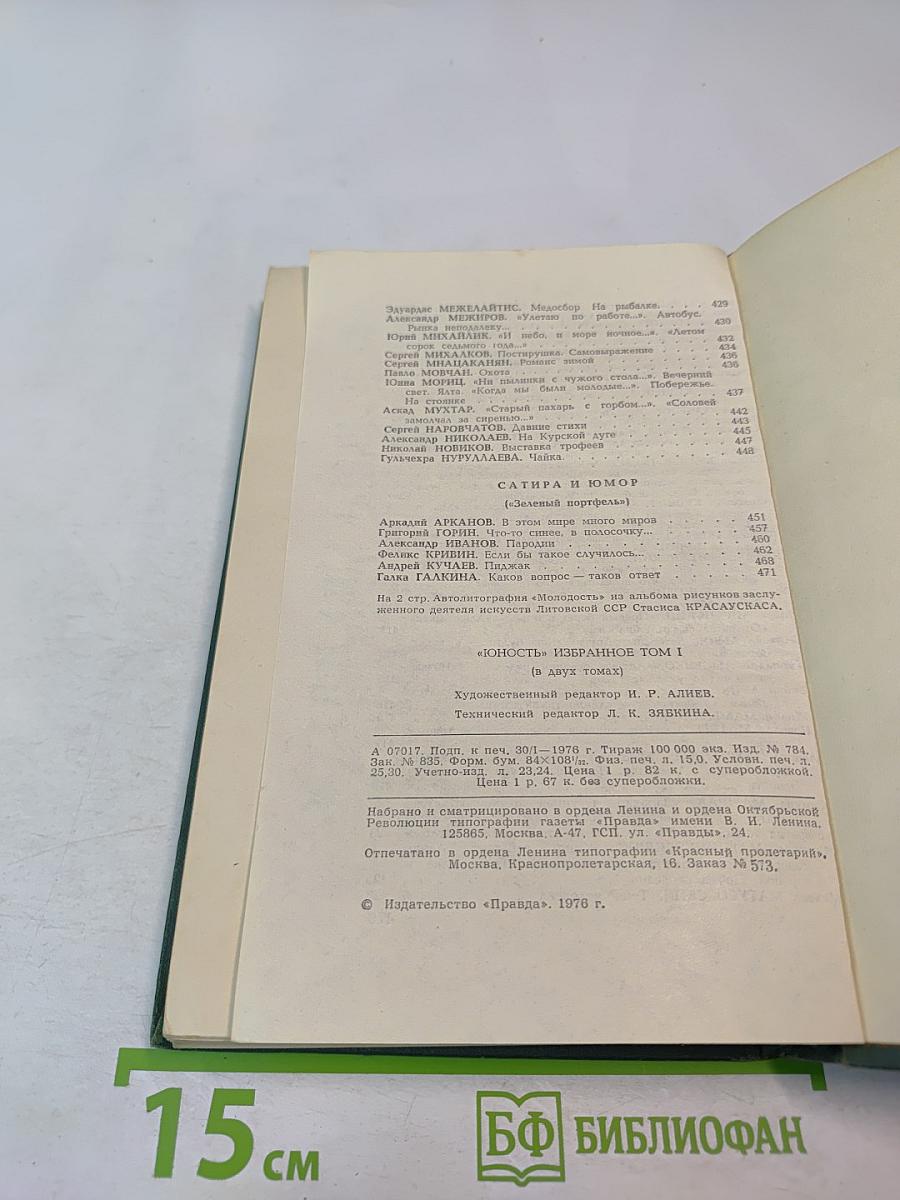 Эдуардас МЕЖЕЛАЙТИС. Медосбор На рыбалке. . . . 429
Александр МЕЖИРОВ. «Улетаю по работе...». Автобус.
Рынка неподалеку... . . . . . . . . . . . . . 430
Юрий МИХАЙЛИК. «И небо, и море ночное...». «Летом
сорок седьмого года...» . . . . . . . . . . . . 432
Сергей МИХАЛКОВ. Постирушка. Самовыражение . . . . 434
Сергей МНАЦАКАНЯН. Романс зимой . . . . . . . 436
Павло МОВЧАН. Охота . . . . . . . . . . . . 436
Юнна МОРИЦ. «Ни пылинки с чужого стола...». Вечерний
свет. Ялта. «Когда мы были молодые...». Побережье.
На стоянке . . . . . . . . . . . . . . . 437
Аскад МУХТАР. «Старый пахарь с горбом...». «Соловей
замолчал за сиренью...» . . . . . . . . . . . 442
Сергей НАРОВЧАТОВ. Давние стихи . . . . . . . 443
Александр НИКОЛАЕВ. На Курской дуге . . . . . . 445
Николай НОВИКОВ. Выставка трофеев . . . . . . . 447
Гульчехра НУРУЛЛАЕВА. Чайка. . . . . . . . . . 448
САТИРА И ЮМОР
(«Зеленый портфель»)
Аркадий АРКАНОВ. В этом мире много миров . . . . . 451
Григорий ГОРИН. Что-то синее, в полосочку... . . . . . 457
Александр ИВАНОВ. Пародии . . . . . . . . . . 460
Феликс КРИВИН. Если бы такое случилось... . . . . . 462
Андрей КУЧАЕВ. Пиджак . . . . . . . . . . . 468
Галка ГАЛКИНА. Каков вопрос — таков ответ . . . . . 471
На 2 стр. Автолитография «Молодость» из альбома рисунков заслу-
женного деятеля искусств Литовской ССР Стасиса КРАСАУСКАСА.
«ЮНОСТЬ» ИЗБРАННОЕ ТОМ I
(в двух томах)
Художественный редактор И. Р. АЛИЕВ.
Технический редактор Л. К. ЗЯБКИНА.
А 07017. Подп. к печ. 30/I—1976 г. Тираж 100 000 экз. Изд. № 784.
Зак. № 835. Форм. бум. 84×108¹/₃₂. Физ. печ. л. 15,0. Условн. печ. л.
25,30. Учетно-изд. л. 23,24. Цена 1 р. 82 к. с суперобложкой.
Цена 1 р. 67 к. без суперобложки.
Набрано и сматрицировано в ордена Ленина и ордена Октябрьской
Революции типографии газеты «Правда» имени В. И. Ленина.
125865, Москва, А-47, ГСП. ул. «Правды», 24.
Отпечатано в ордена Ленина типографии «Красный пролетарий».
Москва, Краснопролетарская, 16. Заказ № 573.
© Издательство «Правда». 1976 г.
15 см
БФ БИБЛИОФАН